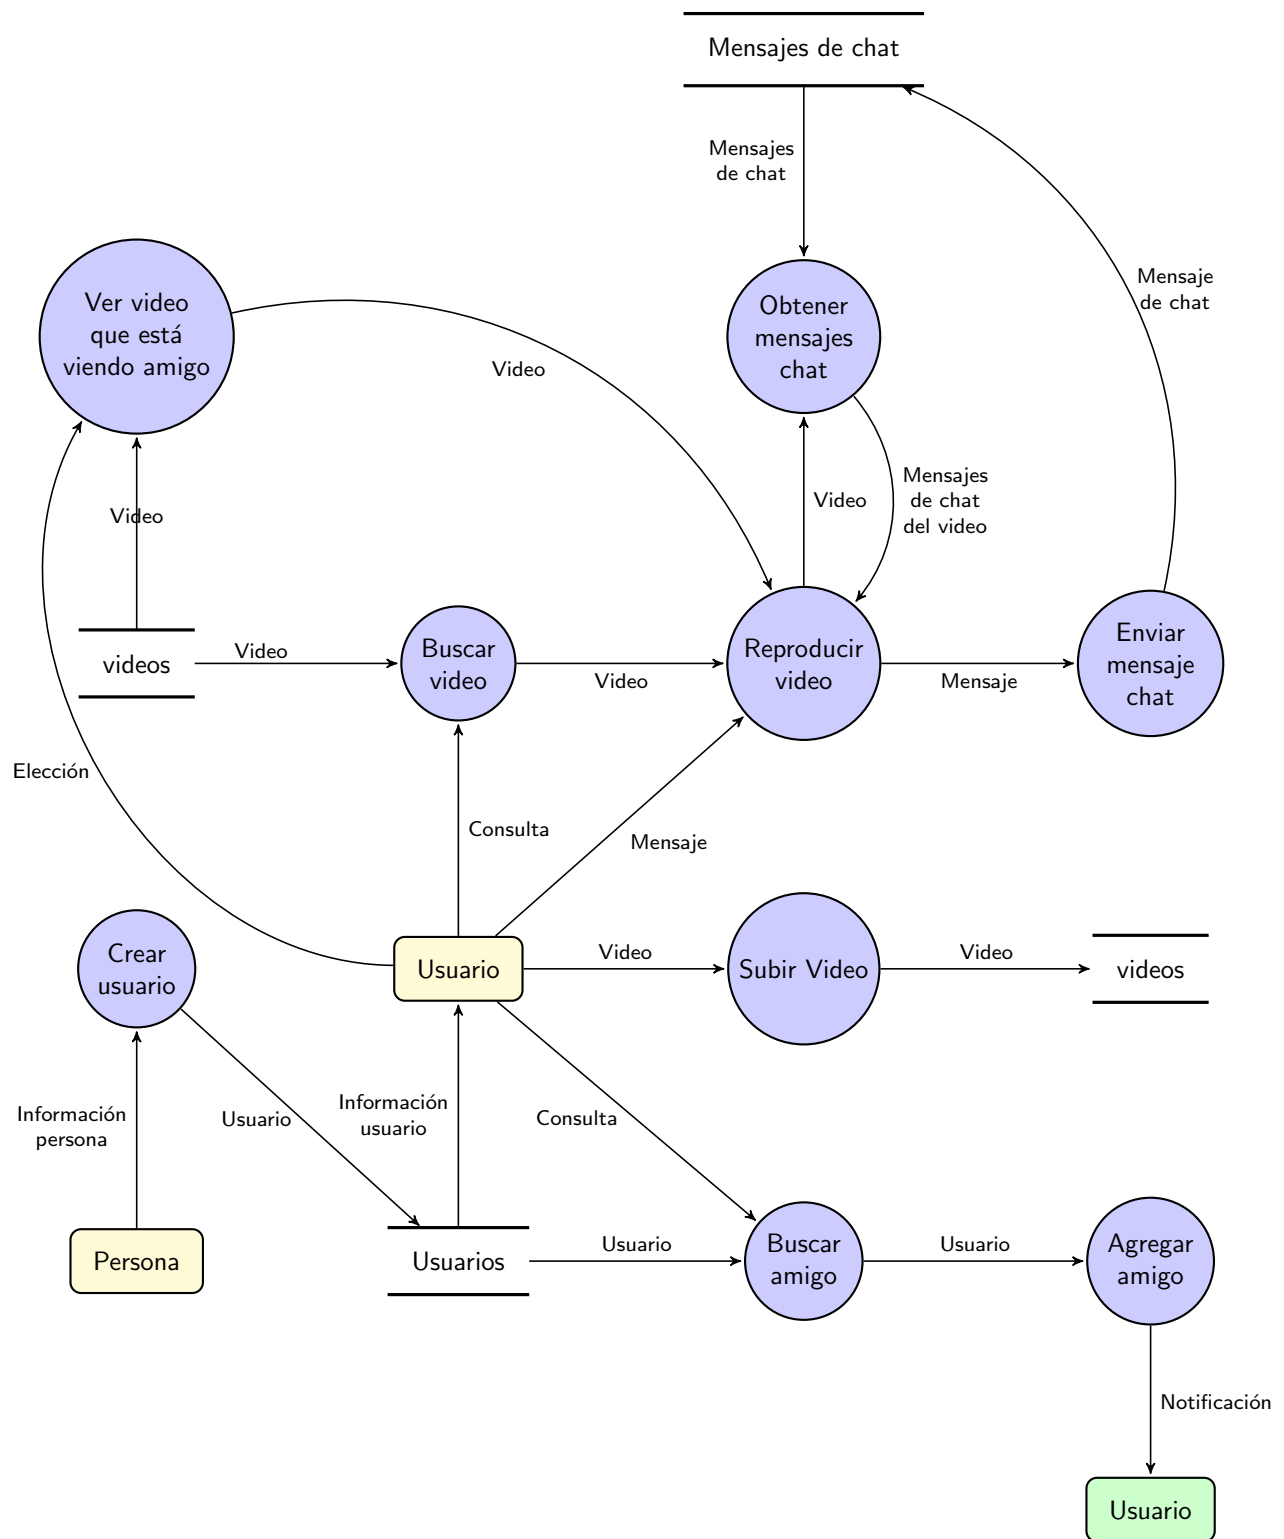 Mensajes de chat
Mensajes
de chat
Mensaje
de chat
Ver video
que está
viendo amigo
Obtener
mensajes
chat
Video
Mensajes
de chat
del video
Video
Video
videos
Video
Buscar
video
Video
Reproducir
video
Mensaje
Enviar
mensaje
chat
Elección
Consulta
Mensaje
Crear
usuario
Usuario
Video
Subir Video
Video
videos
Información
persona
Usuario
Información
usuario
Consulta
Persona
Usuarios
Usuario
Buscar
amigo
Usuario
Agregar
amigo
Notificación
Usuario